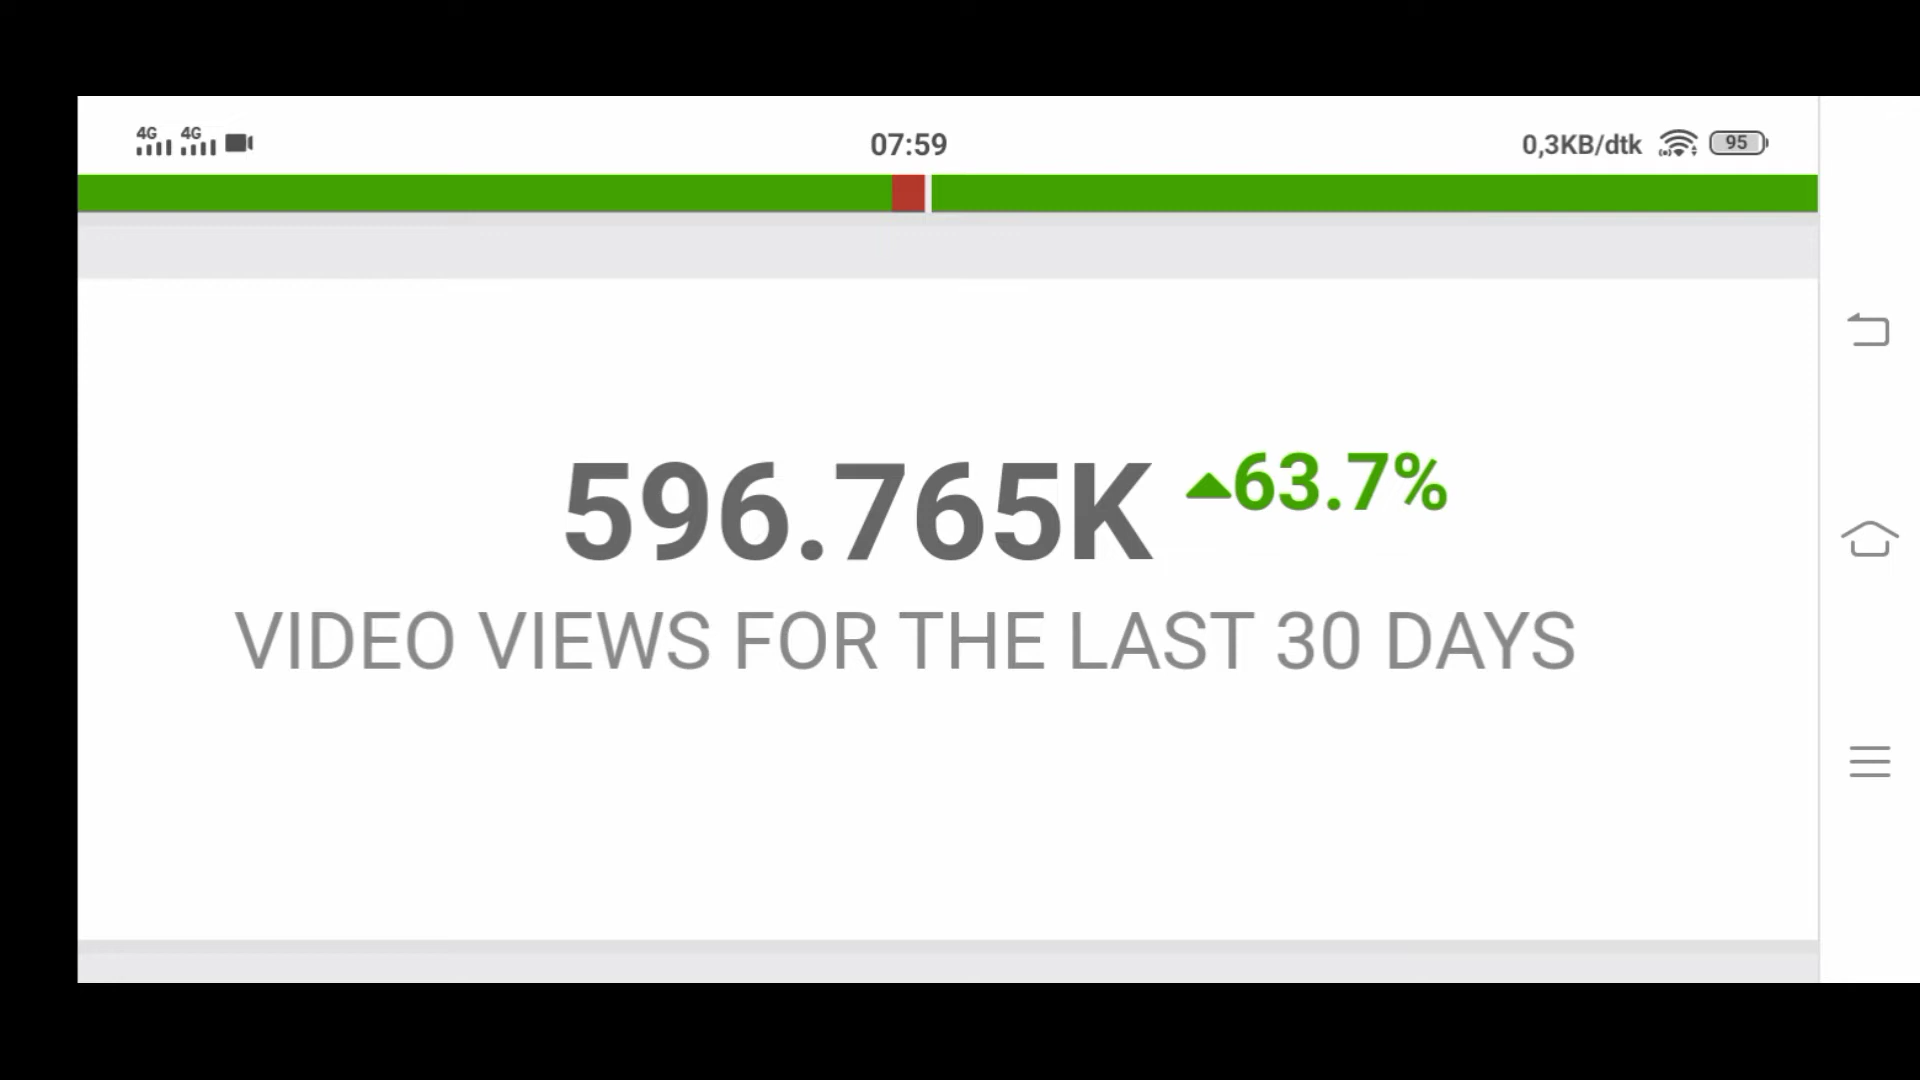 4G 4G 07:59 0,3KB/dtk 95
596.765K 63.7%
VIDEO VIEWS FOR THE LAST 30 DAYS